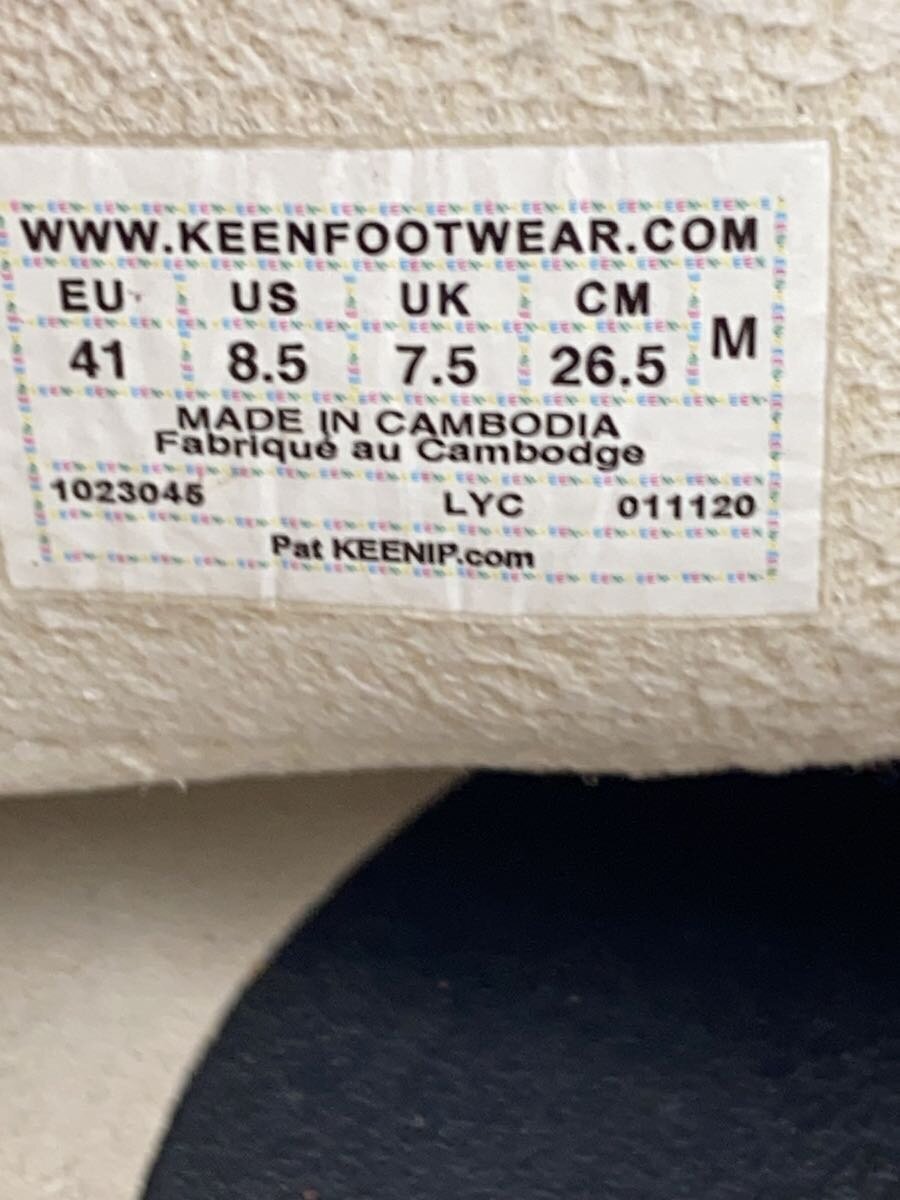 WWW.KEENFOOTWEAR.COM
EU US UK CM M
41 8.5 7.5 26.5
MADE IN CAMBODIA
Fabriqué au Cambodge
1023045 LYC 011120
Pat KEENIP.com